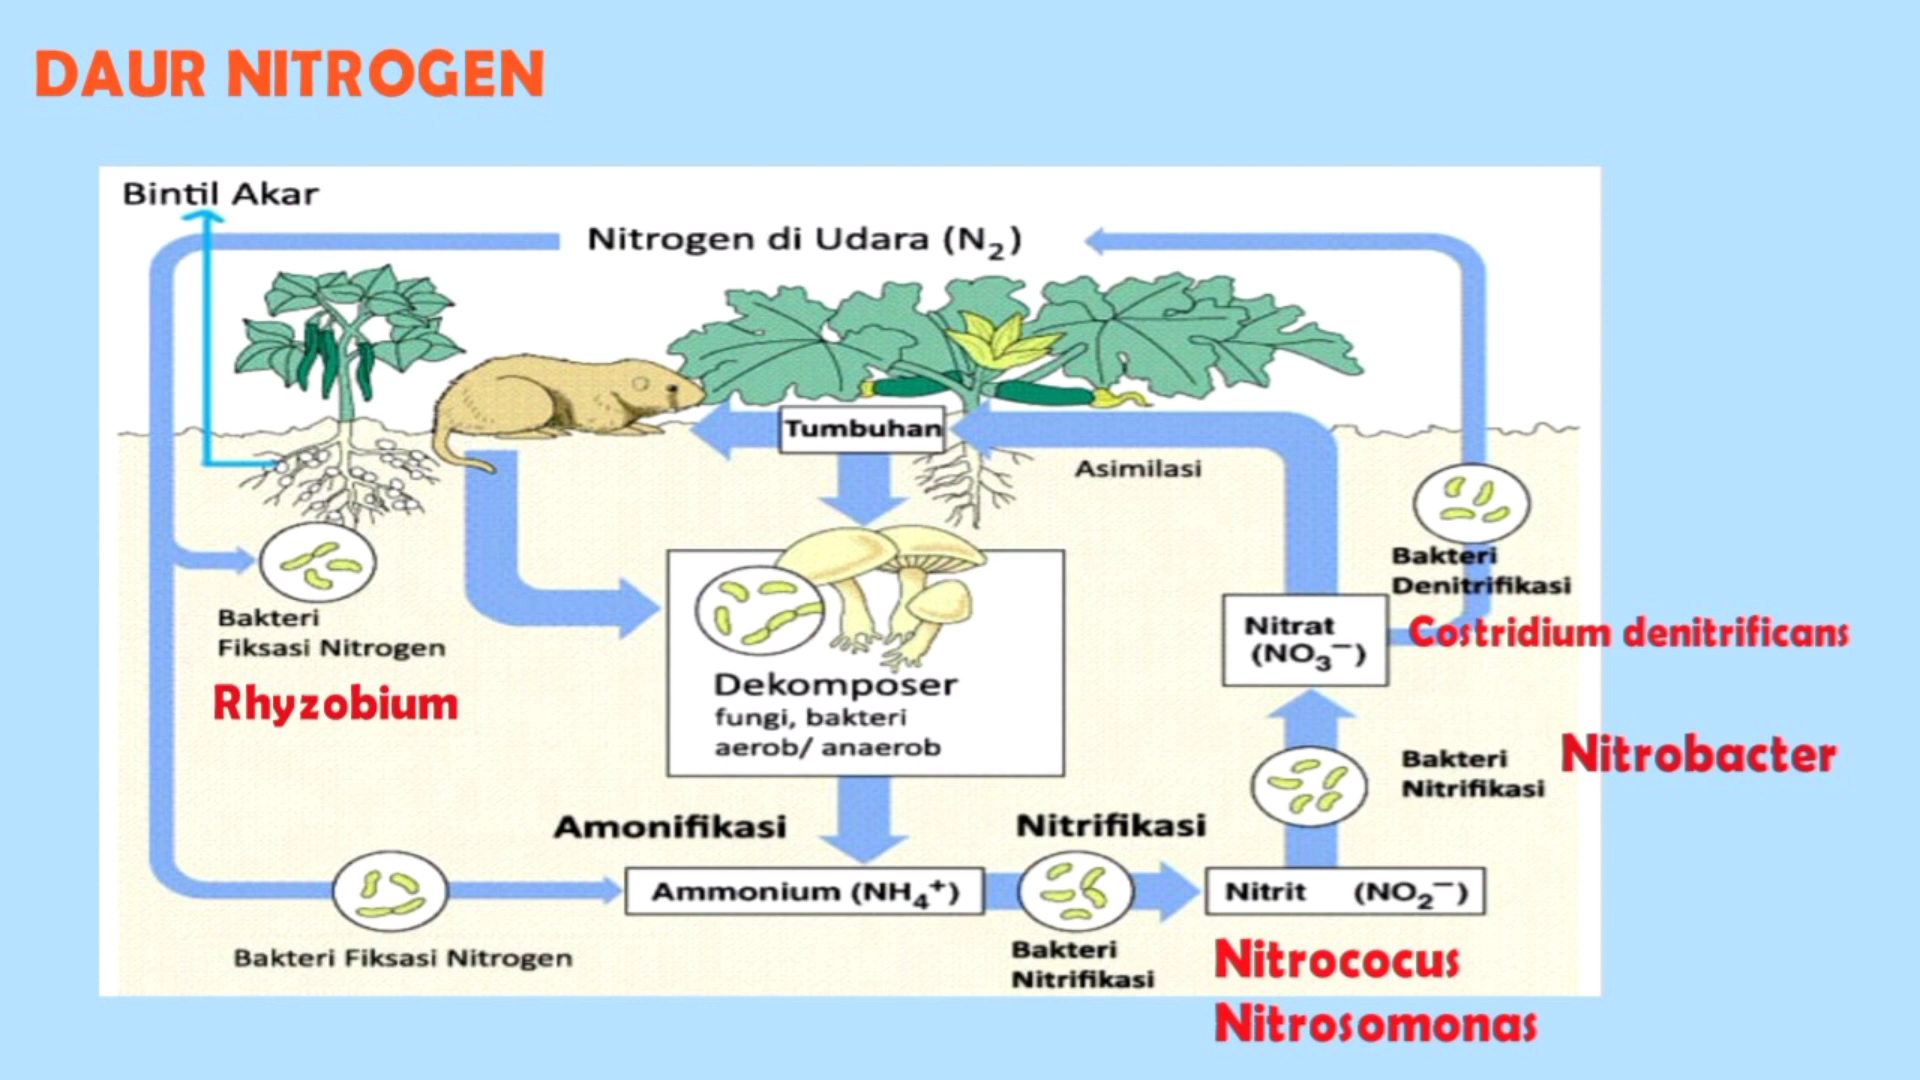 DAUR NITROGEN
Bintil Akar
Nitrogen di Udara (N₂)
Tumbuhan
Asimilasi
Bakteri
Denitrifikasi
Costridium denitrificans
Bakteri
Fiksasi Nitrogen
Rhyzobium
Nitrat
(NO₃⁻)
Dekomposer
fungi, bakteri
aerob/ anaerob
Bakteri
Nitrifikasi
Nitrobacter
Amonifikasi
Nitrifikasi
Ammonium (NH₄⁺)
Nitrit (NO₂⁻)
Bakteri Fiksasi Nitrogen
Bakteri
Nitrifikasi
Nitrococus
Nitrosomonas